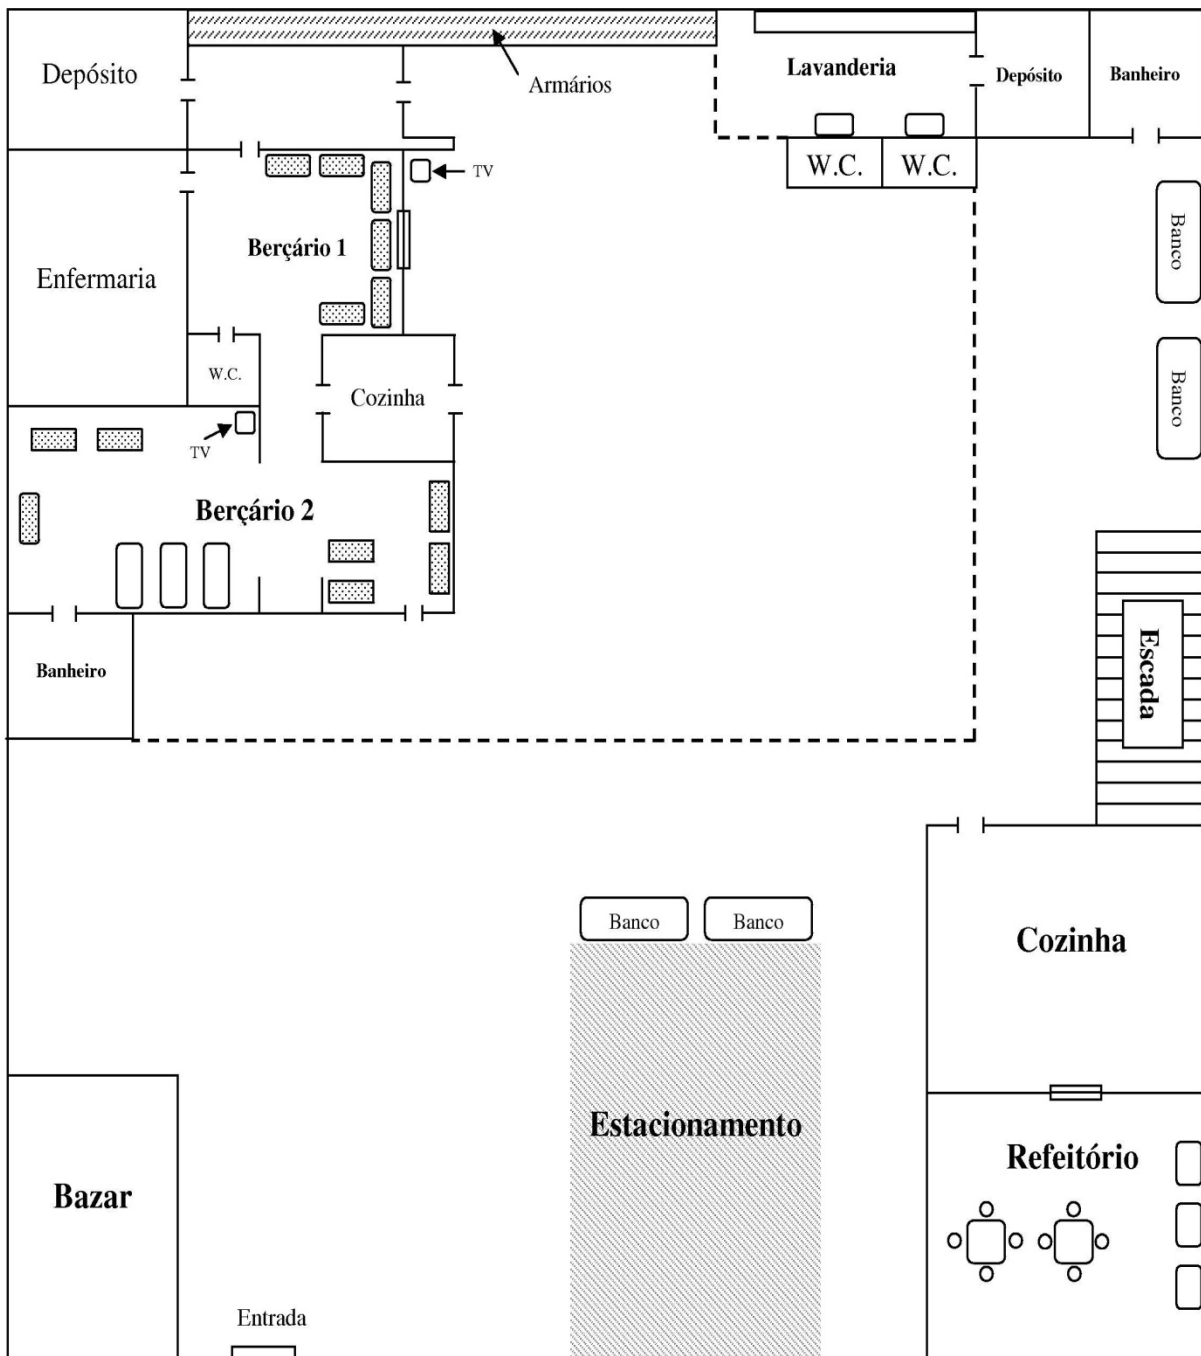 Depósito
Armários
Lavanderia
Depósito
Banheiro
W.C.
W.C.
TV
Banco
Berçário 1
Enfermaria
W.C.
Cozinha
Banco
TV
Berçário 2
Escada
Banheiro
Banco
Banco
Cozinha
Estacionamento
Refeitório
Bazar
Entrada